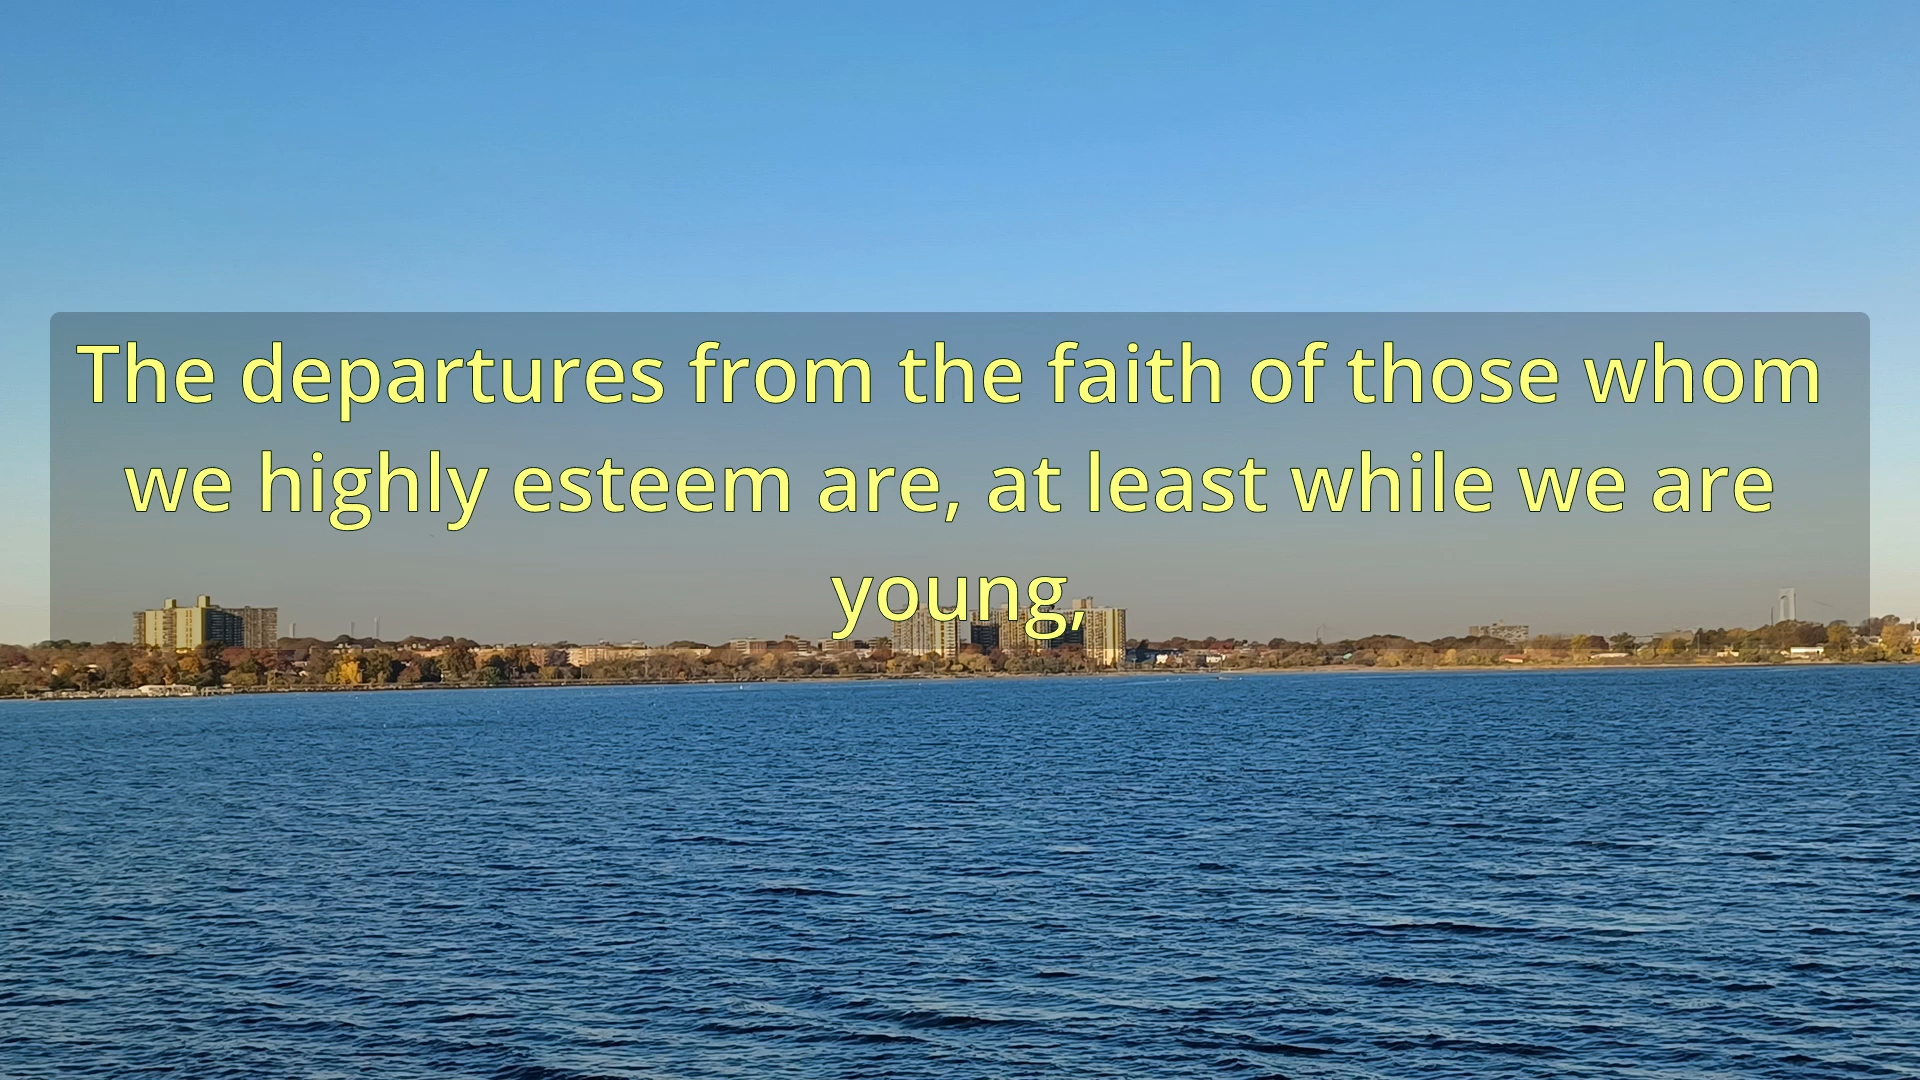 The departures from the faith of those whom
we highly esteem are, at least while we are
young,